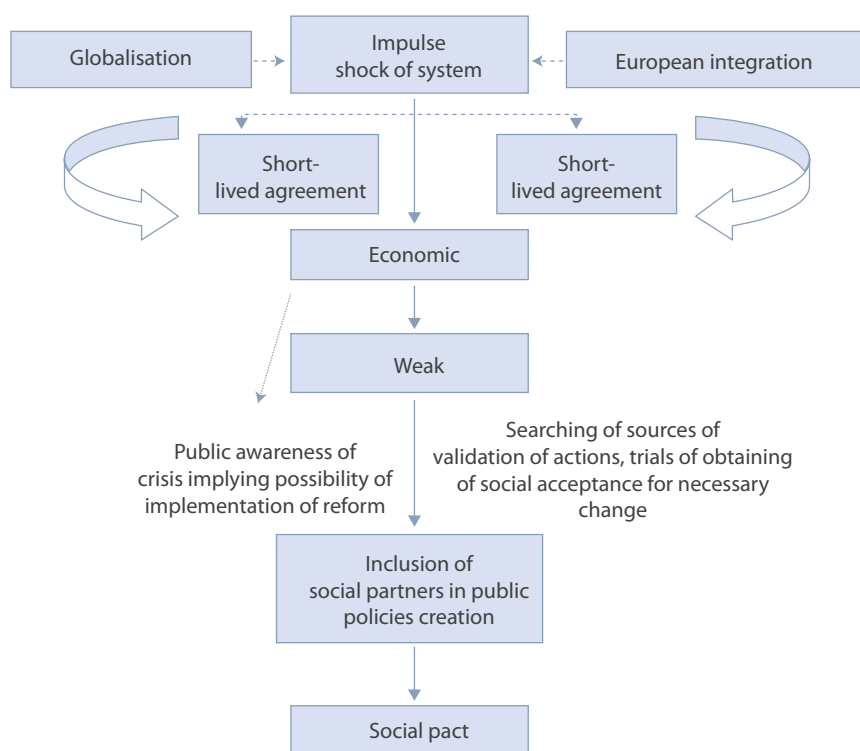 Globalisation
Impulse
shock of system
European integration
Short-
lived agreement
Short-
lived agreement
Economic
Weak
Public awareness of
crisis implying possibility of
implementation of reform
Searching of sources of
validation of actions, trials of obtaining
of social acceptance for necessary
change
Inclusion of
social partners in public
policies creation
Social pact